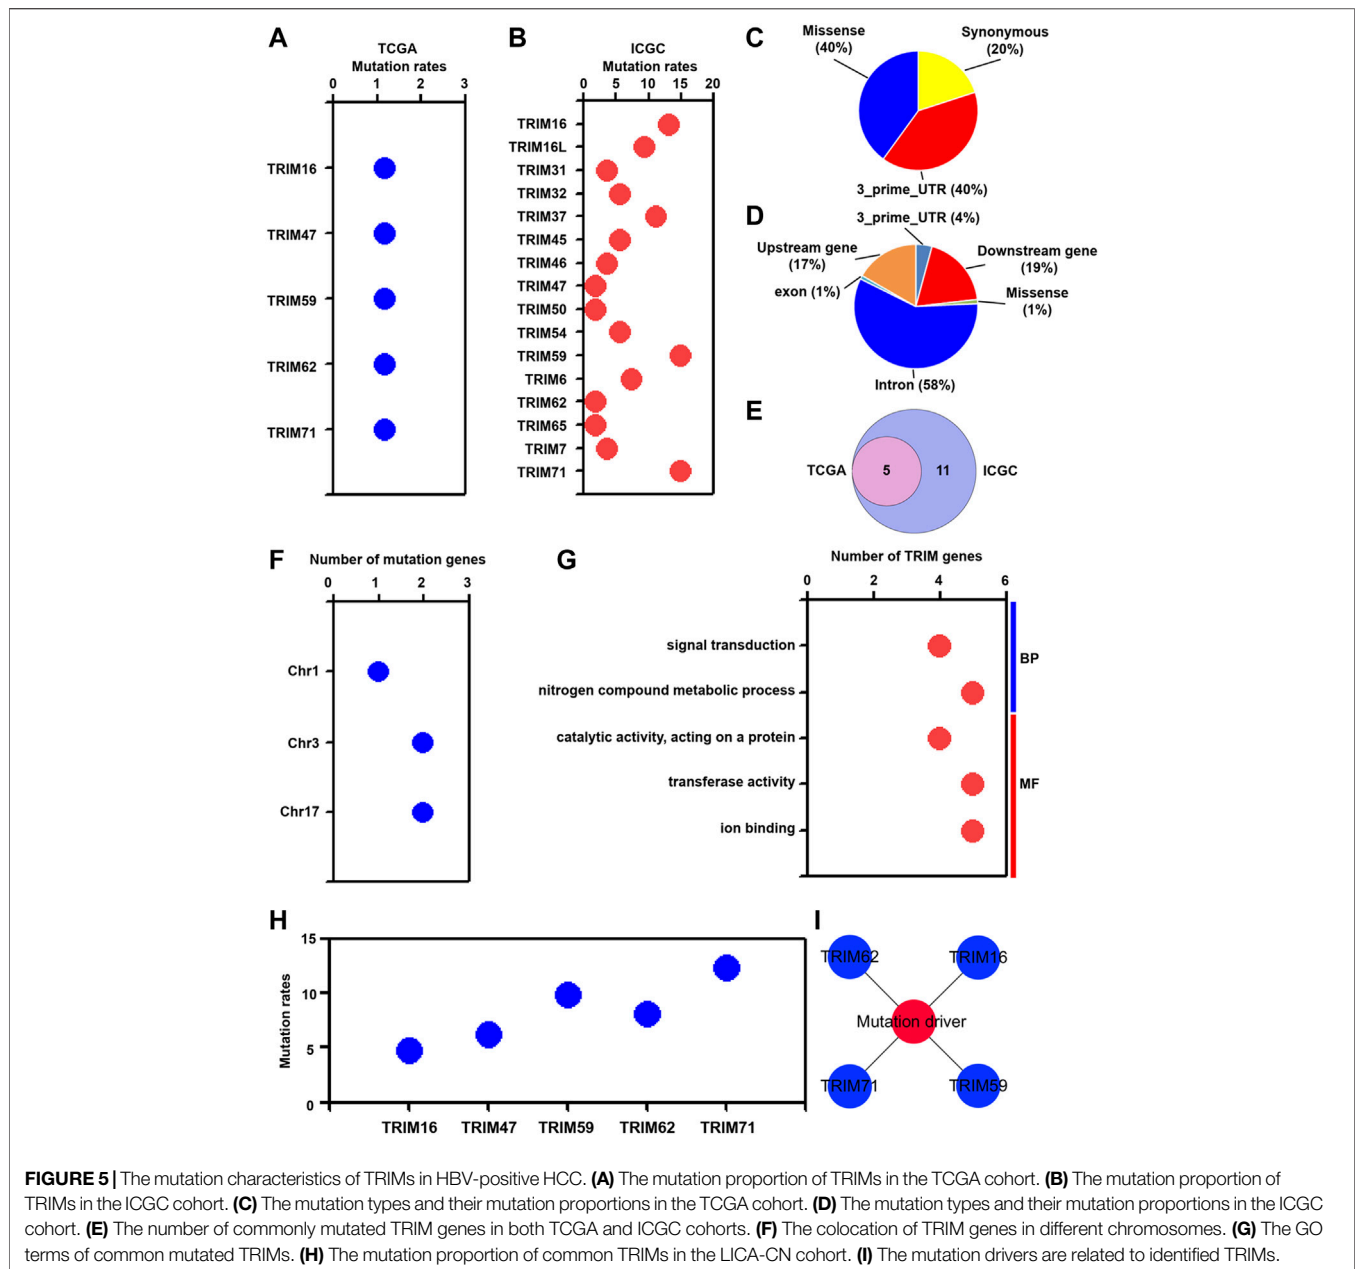 A
TCGA
Mutation rates
0 1 2 3
TRIM16
TRIM47
TRIM59
TRIM62
TRIM71
B
ICGC
Mutation rates
0 5 10 15 20
TRIM16
TRIM16L
TRIM31
TRIM32
TRIM37
TRIM45
TRIM46
TRIM47
TRIM50
TRIM54
TRIM59
TRIM6
TRIM62
TRIM65
TRIM7
TRIM71
C
Missense
(40%)
Synonymous
(20%)
3_prime_UTR (40%)
D
3_prime_UTR (4%)
Upstream gene
(17%)
Downstream gene
(19%)
exon (1%)
Missense
(1%)
Intron (58%)
E
TCGA 5 11 ICGC
F
Number of mutation genes
0 1 2 3
Chr1
Chr3
Chr17
G
Number of TRIM genes
0 2 4 6
signal transduction
nitrogen compound metabolic process
catalytic activity, acting on a protein
transferase activity
ion binding
BP
MF
H
Mutation rates
15
10
5
0
TRIM16 TRIM47 TRIM59 TRIM62 TRIM71
I
TRIM62 TRIM16
Mutation driver
TRIM71 TRIM59
FIGURE 5 | The mutation characteristics of TRIMs in HBV-positive HCC. (A) The mutation proportion of TRIMs in the TCGA cohort. (B) The mutation proportion of
TRIMs in the ICGC cohort. (C) The mutation types and their mutation proportions in the TCGA cohort. (D) The mutation types and their mutation proportions in the ICGC
cohort. (E) The number of commonly mutated TRIM genes in both TCGA and ICGC cohorts. (F) The colocation of TRIM genes in different chromosomes. (G) The GO
terms of common mutated TRIMs. (H) The mutation proportion of common TRIMs in the LICA-CN cohort. (I) The mutation drivers are related to identified TRIMs.